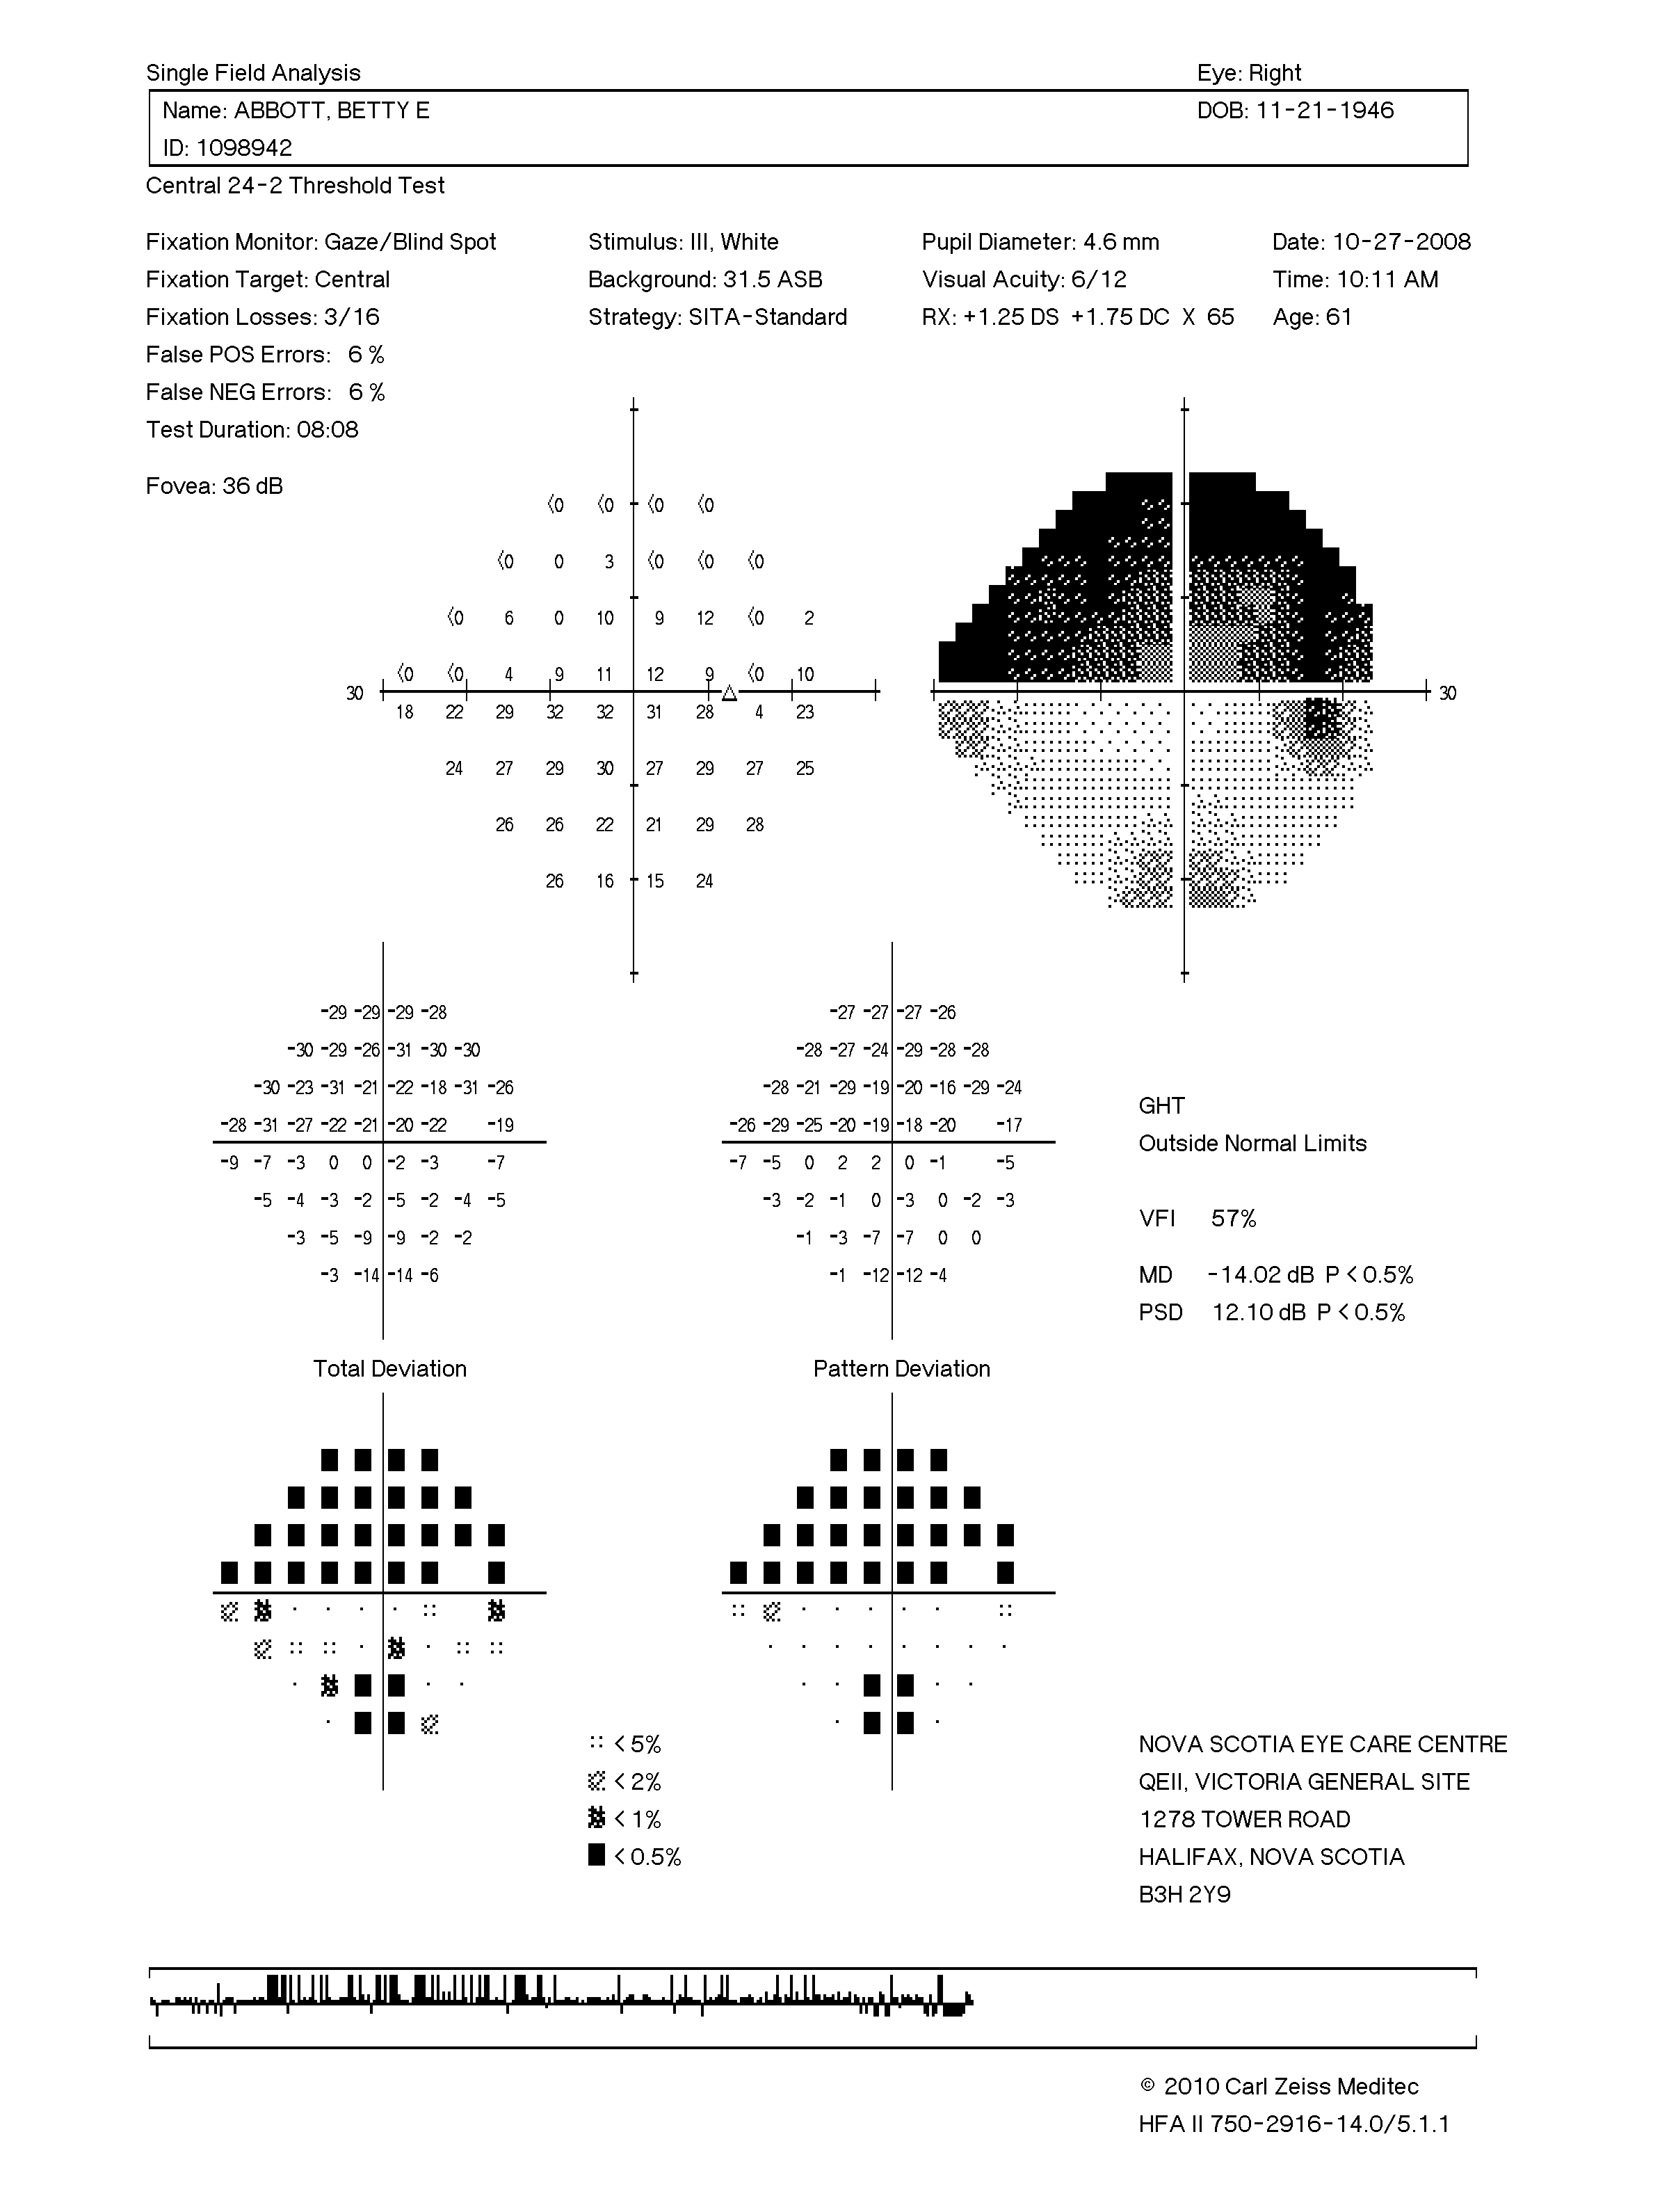 Single Field Analysis Eye: Right
Name: ABBOTT, BETTY E DOB: 11-21-1946
ID: 1098942
Central 24-2 Threshold Test
Fixation Monitor: Gaze/Blind Spot Stimulus: III, White Pupil Diameter: 4.6 mm Date: 10-27-2008
Fixation Target: Central Background: 31.5 ASB Visual Acuity: 6/12 Time: 10:11 AM
Fixation Losses: 3/16 Strategy: SITA-Standard RX: +1.25 DS +1.75 DC X 65 Age: 61
False POS Errors: 6 %
False NEG Errors: 6 %
Test Duration: 08:08
Fovea: 36 dB
<0 <0 <0 <0
<0 0 3 <0 <0 <0
<0 6 0 10 9 12 <0 2
<0 <0 4 9 11 12 9 <0 10
30 30
18 22 29 32 32 31 28 4 23
24 27 29 30 27 29 27 25
26 26 22 21 29 28
26 16 15 24
-29 -29 -29 -28 -27 -27 -27 -26
-30 -29 -26 -31 -30 -30 -28 -27 -24 -29 -28 -28
-30 -23 -31 -21 -22 -18 -31 -26 -28 -21 -29 -19 -20 -16 -29 -24
GHT
-28 -31 -27 -22 -21 -20 -22 -19 -26 -29 -25 -20 -19 -18 -20 -17
Outside Normal Limits
-9 -7 -3 0 0 -2 -3 -7 -7 -5 0 2 2 0 -1 -5
-5 -4 -3 -2 -5 -2 -4 -5 -3 -2 -1 0 -3 0 -2 -3
VFI 57%
-3 -5 -9 -9 -2 -2 -1 -3 -7 -7 0 0
-3 -14 -14 -6 -1 -12 -12 -4 MD -14.02 dB P < 0.5%
PSD 12.10 dB P < 0.5%
Total Deviation Pattern Deviation
< 5% NOVA SCOTIA EYE CARE CENTRE
< 2% QEII, VICTORIA GENERAL SITE
< 1% 1278 TOWER ROAD
< 0.5% HALIFAX, NOVA SCOTIA
B3H 2Y9
© 2010 Carl Zeiss Meditec
HFA II 750-2916-14.0/5.1.1